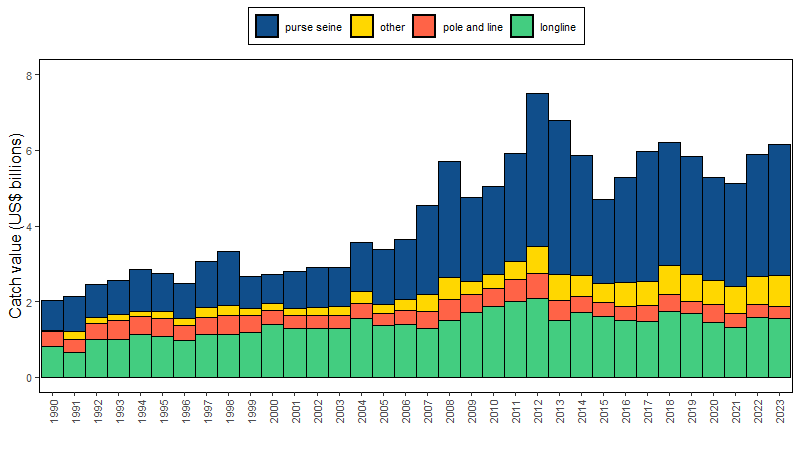 purse seine other pole and line longline
Catch value (US$ billions)
8
6
4
2
0
1990 1991 1992 1993 1994 1995 1996 1997 1998 1999 2000 2001 2002 2003 2004 2005 2006 2007 2008 2009 2010 2011 2012 2013 2014 2015 2016 2017 2018 2019 2020 2021 2022 2023